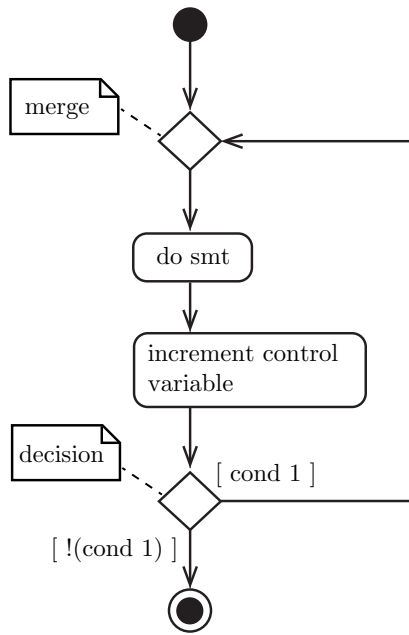 merge
do smt
increment control
variable
decision
[ cond 1 ]
[ !(cond 1) ]